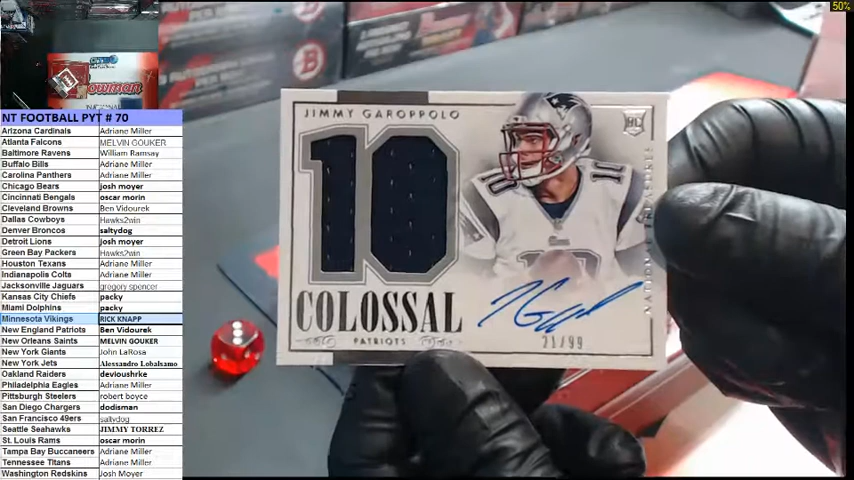 50%
owman
NT FOOTBALL PYT # 70
Arizona Cardinals Adriane Miller
Atlanta Falcons MELVIN GOUKER
Baltimore Ravens William Ramsay
Buffalo Bills Adriane Miller
Carolina Panthers Adriane Miller
Chicago Bears josh moyer
Cincinnati Bengals oscar morin
Cleveland Browns Ben Vidourek
Dallas Cowboys Hawks2win
Denver Broncos saltydog
Detroit Lions josh moyer
Green Bay Packers Hawks2win
Houston Texans Adriane Miller
Indianapolis Colts Adriane Miller
Jacksonville Jaguars gregory spencer
Kansas City Chiefs packy
Miami Dolphins packy
Minnesota Vikings RICK KNAPP
New England Patriots Ben Vidourek
New Orleans Saints MELVIN GOUKER
New York Giants John LaRosa
New York Jets Alessandro Lobalsamo
Oakland Raiders devioushrke
Philadelphia Eagles Adriane Miller
Pittsburgh Steelers robert boyce
San Diego Chargers dodisman
San Francisco 49ers saltydog
Seattle Seahawks JIMMY TORREZ
St. Louis Rams oscar morin
Tampa Bay Buccaneers Adriane Miller
Tennessee Titans Adriane Miller
Washington Redskins Josh Moyer
JIMMY GAROPPOLO
RC
10
10
10
10
COLOSSAL
PATRIOTS
21/99
NATIONAL TREASURES